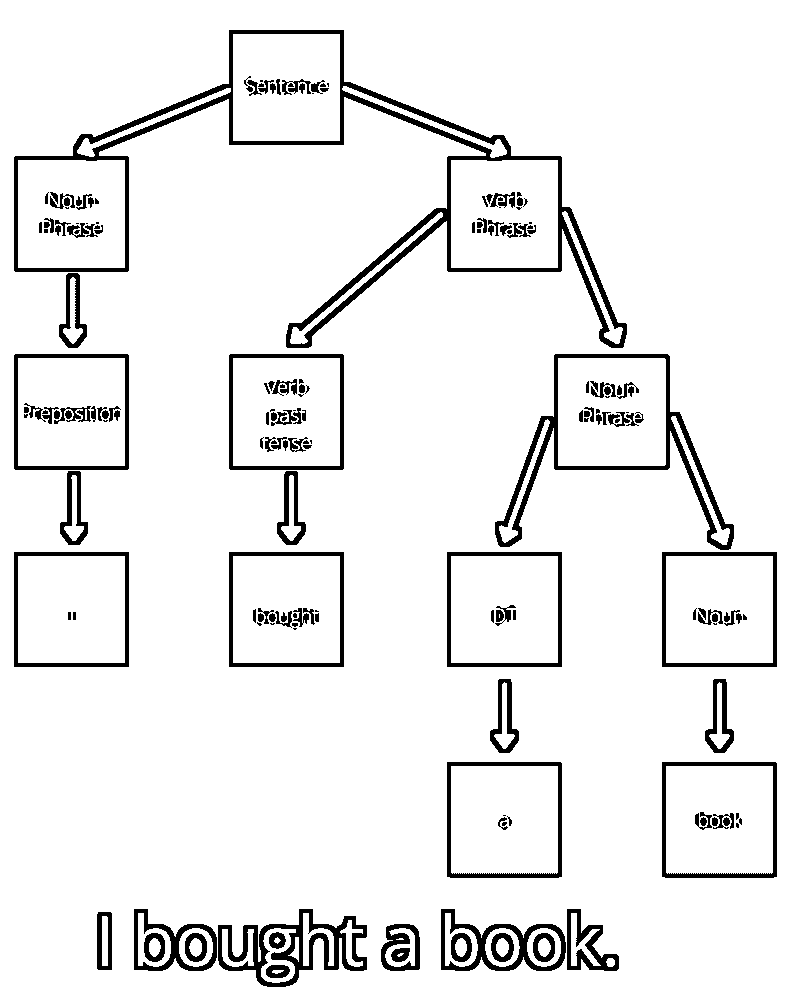 Sentence
Noun
Phrase
Verb
Phrase
Preposition
Verb
past
tense
Noun
Phrase
I
bought
DT
Noun
a
book
I bought a book.